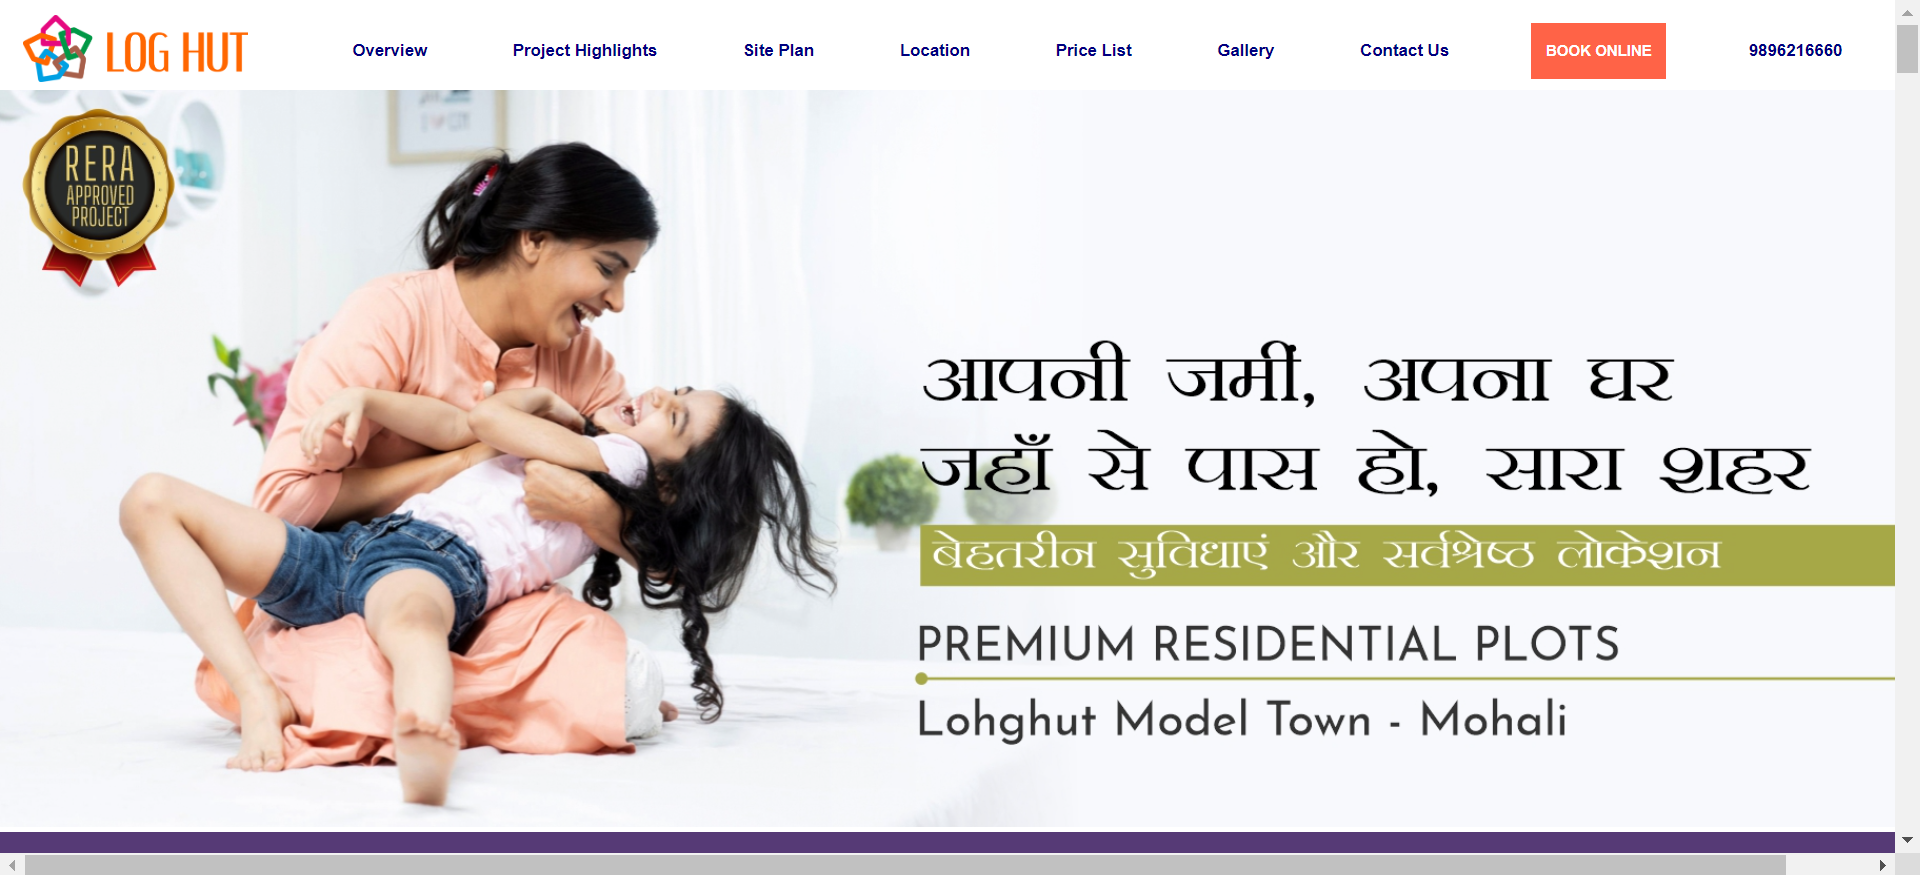 LOG HUT
Overview
Project Highlights
Site Plan
Location
Price List
Gallery
Contact Us
BOOK ONLINE
9896216660
RERA
APPROVED
PROJECT
आपनी जमीं, अपना घर
जहाँ से पास हो, सारा शहर
बेहतरीन सुविधाएं और सर्वश्रेष्ठ लोकेशन
PREMIUM RESIDENTIAL PLOTS
Lohghut Model Town - Mohali